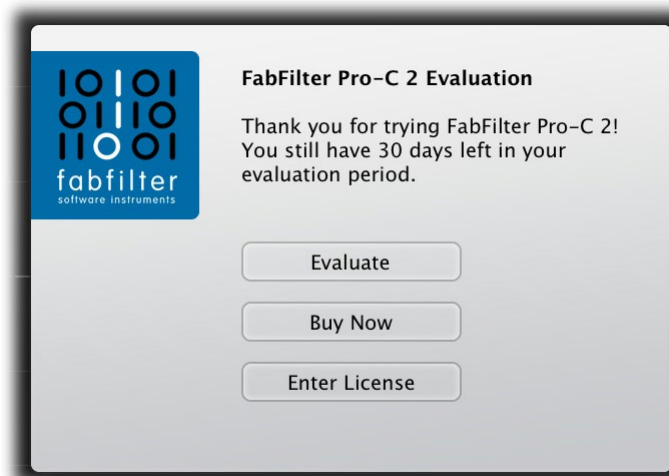 IOIOI
OIIIO
IIOOI
fabfilter
software instruments
FabFilter Pro-C 2 Evaluation
Thank you for trying FabFilter Pro-C 2!
You still have 30 days left in your
evaluation period.
Evaluate
Buy Now
Enter License